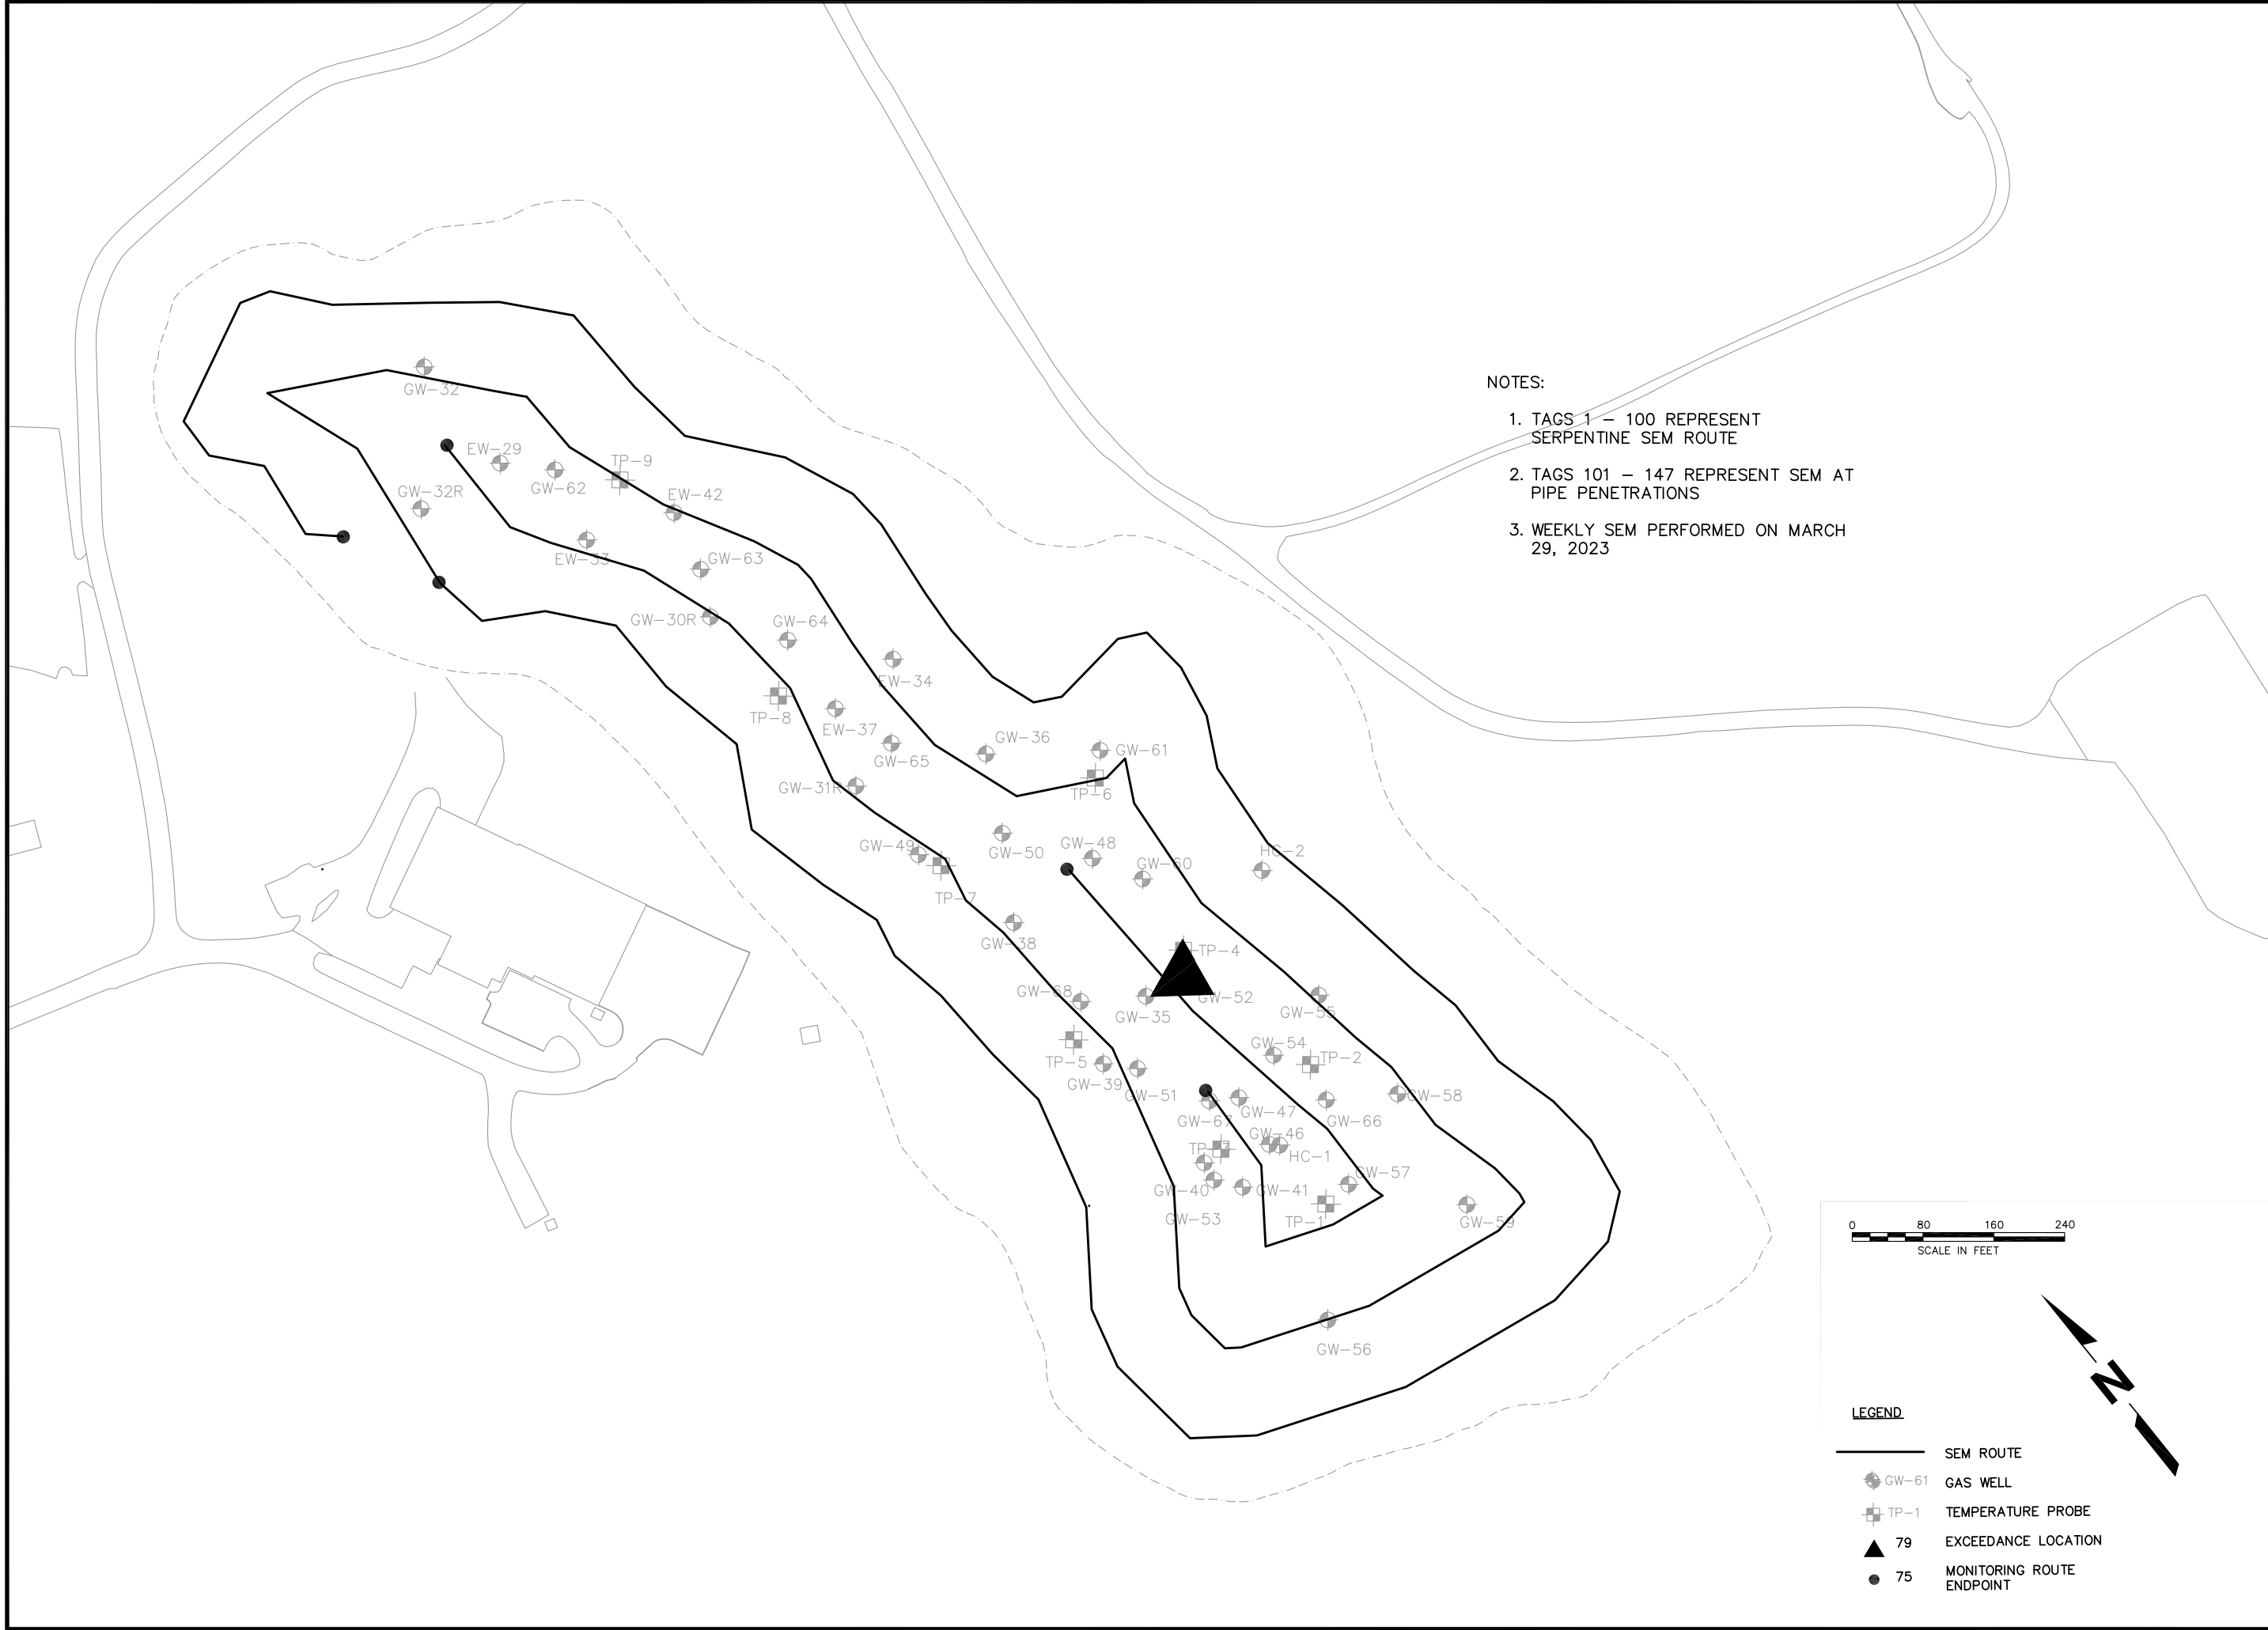 NOTES:
1. TAGS 1 – 100 REPRESENT
SERPENTINE SEM ROUTE
2. TAGS 101 – 147 REPRESENT SEM AT
PIPE PENETRATIONS
3. WEEKLY SEM PERFORMED ON MARCH
29, 2023
GW-32
EW-29
TP-9
GW-62
GW-32R
EW-42
EW-33
GW-63
GW-30R
GW-64
EW-34
TP-8
EW-37
GW-36
GW-61
GW-65
GW-31R
TP-6
GW-49
GW-50
GW-48
HC-2
GW-60
TP-7
GW-38
TP-4
GW-68
GW-52
GW-35
GW-55
GW-54
TP-2
TP-5
GW-39
GW-51
GW-58
GW-47
GW-67
GW-66
GW-46
TP-3
HC-1
GW-57
GW-40
GW-41
GW-53
TP-1
GW-59
GW-56
0 80 160 240
SCALE IN FEET
N
LEGEND
SEM ROUTE
GW-61 GAS WELL
TP-1 TEMPERATURE PROBE
79 EXCEEDANCE LOCATION
75 MONITORING ROUTE
ENDPOINT